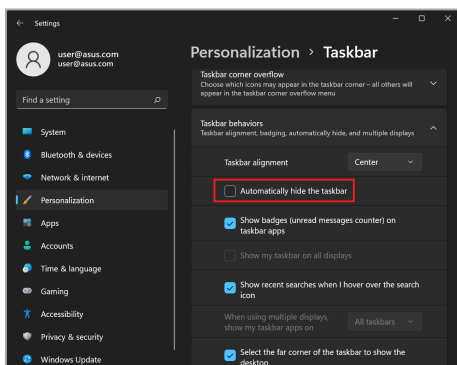 Settings
user@asus.com
user@asus.com
Find a setting
System
Bluetooth & devices
Network & internet
Personalization
Apps
Accounts
Time & language
Gaming
Accessibility
Privacy & security
Windows Update
Personalization > Taskbar
Taskbar corner overflow
Choose which icons may appear in the taskbar corner – all others will
appear in the taskbar corner overflow menu
Taskbar behaviors
Taskbar alignment, badging, automatically hide, and multiple displays
Taskbar alignment
Center
Automatically hide the taskbar
Show badges (unread messages counter) on
taskbar apps
Show my taskbar on all displays
Show recent searches when I hover over the search
icon
When using multiple displays,
show my taskbar apps on
All taskbars
Select the far corner of the taskbar to show the
desktop